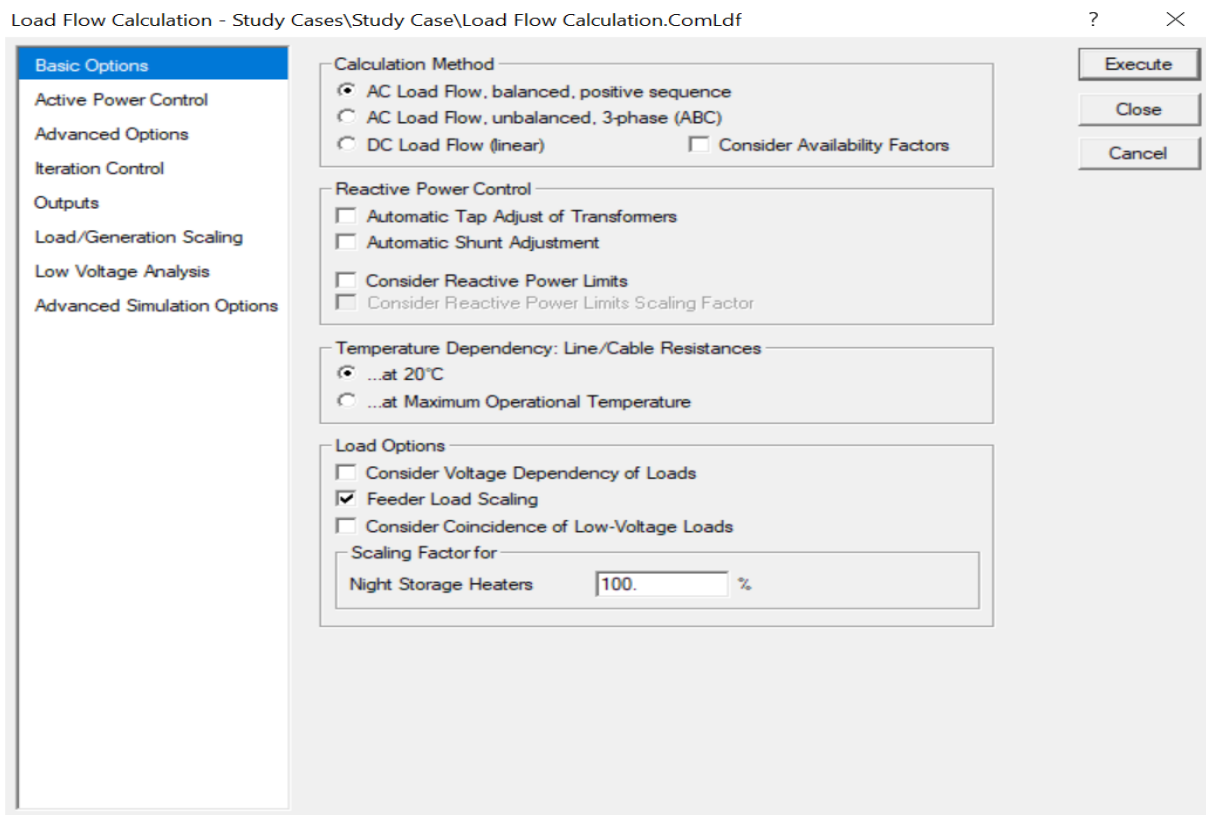 Load Flow Calculation - Study Cases\Study Case\Load Flow Calculation.ComLdf ?
Basic Options
Active Power Control
Advanced Options
Iteration Control
Outputs
Load/Generation Scaling
Low Voltage Analysis
Advanced Simulation Options
Calculation Method
AC Load Flow, balanced, positive sequence
AC Load Flow, unbalanced, 3-phase (ABC)
DC Load Flow (linear) Consider Availability Factors
Reactive Power Control
Automatic Tap Adjust of Transformers
Automatic Shunt Adjustment
Consider Reactive Power Limits
Consider Reactive Power Limits Scaling Factor
Temperature Dependency: Line/Cable Resistances
...at 20°C
...at Maximum Operational Temperature
Load Options
Consider Voltage Dependency of Loads
Feeder Load Scaling
Consider Coincidence of Low-Voltage Loads
Scaling Factor for
Night Storage Heaters 100. %
Execute
Close
Cancel